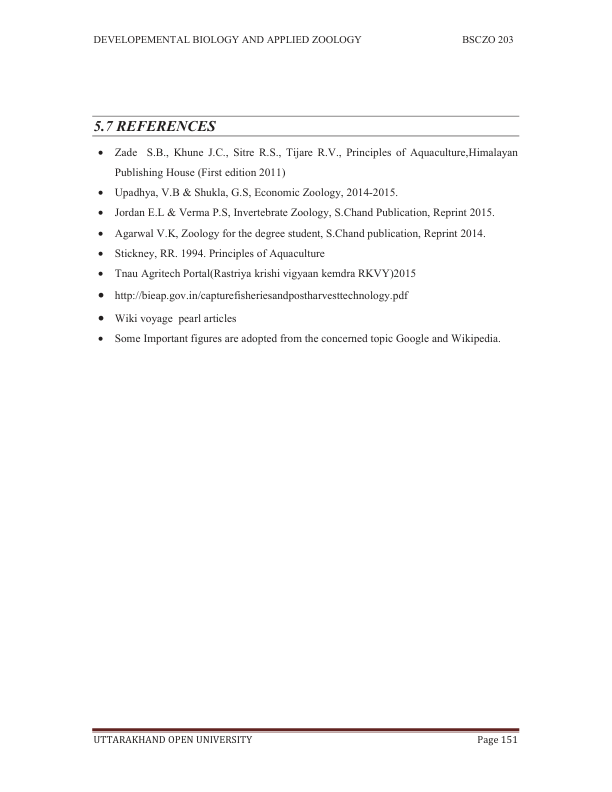 DEVELOPEMENTAL BIOLOGY AND APPLIED ZOOLOGY BSCZO 203
5.7 REFERENCES
• Zade S.B., Khune J.C., Sitre R.S., Tijare R.V., Principles of Aquaculture,Himalayan
Publishing House (First edition 2011)
• Upadhya, V.B & Shukla, G.S, Economic Zoology, 2014-2015.
• Jordan E.L & Verma P.S, Invertebrate Zoology, S.Chand Publication, Reprint 2015.
• Agarwal V.K, Zoology for the degree student, S.Chand publication, Reprint 2014.
• Stickney, RR. 1994. Principles of Aquaculture
• Tnau Agritech Portal(Rastriya krishi vigyaan kemdra RKVY)2015
• http://bieap.gov.in/capturefisheriesandpostharvesttechnology.pdf
• Wiki voyage pearl articles
• Some Important figures are adopted from the concerned topic Google and Wikipedia.
UTTARAKHAND OPEN UNIVERSITY Page 151